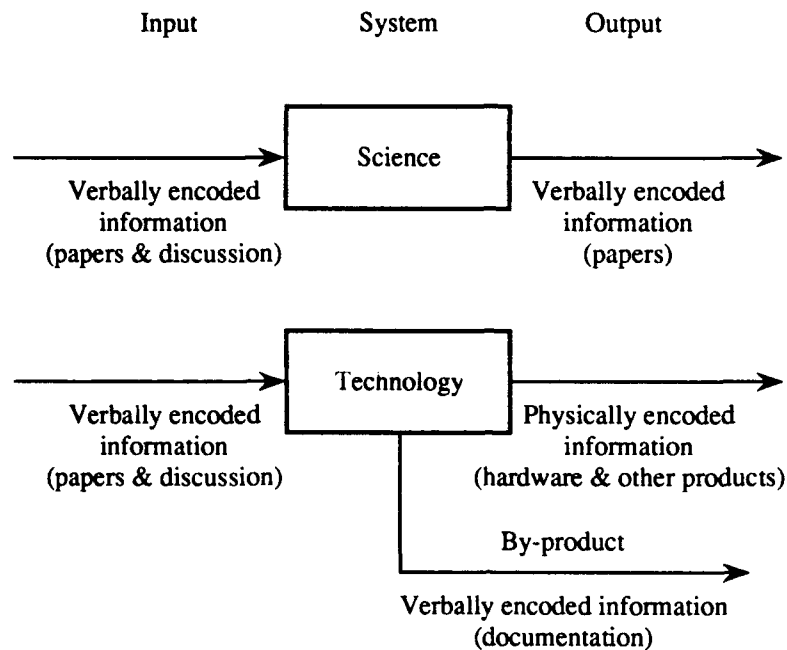 Input System Output
Science
Verbally encoded
information
(papers & discussion)
Verbally encoded
information
(papers)
Technology
Verbally encoded
information
(papers & discussion)
Physically encoded
information
(hardware & other products)
By-product
Verbally encoded information
(documentation)